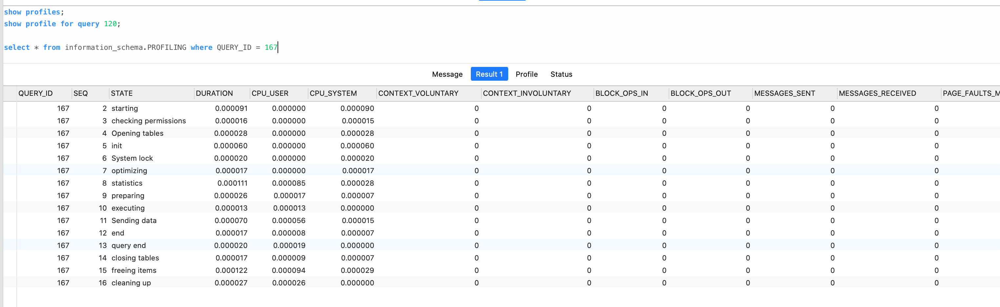 show profiles;
show profile for query 120;
select * from information_schema.PROFILING where QUERY_ID = 167
Message Result 1 Profile Status
QUERY_ID SEQ STATE DURATION CPU_USER CPU_SYSTEM CONTEXT_VOLUNTARY CONTEXT_INVOLUNTARY BLOCK_OPS_IN BLOCK_OPS_OUT MESSAGES_SENT MESSAGES_RECEIVED PAGE_FAULTS_M
167 2 starting 0.000091 0.000000 0.000090 0 0 0 0 0 0
167 3 checking permissions 0.000016 0.000000 0.000015 0 0 0 0 0 0
167 4 Opening tables 0.000028 0.000000 0.000028 0 0 0 0 0 0
167 5 init 0.000060 0.000000 0.000060 0 0 0 0 0 0
167 6 System lock 0.000020 0.000000 0.000020 0 0 0 0 0 0
167 7 optimizing 0.000017 0.000000 0.000017 0 0 0 0 0 0
167 8 statistics 0.000111 0.000085 0.000028 0 0 0 0 0 0
167 9 preparing 0.000026 0.000017 0.000007 0 0 0 0 0 0
167 10 executing 0.000013 0.000013 0.000000 0 0 0 0 0 0
167 11 Sending data 0.000070 0.000056 0.000015 0 0 0 0 0 0
167 12 end 0.000017 0.000008 0.000007 0 0 0 0 0 0
167 13 query end 0.000020 0.000019 0.000000 0 0 0 0 0 0
167 14 closing tables 0.000017 0.000009 0.000007 0 0 0 0 0 0
167 15 freeing items 0.000122 0.000094 0.000029 0 0 0 0 0 0
167 16 cleaning up 0.000027 0.000026 0.000000 0 0 0 0 0 0